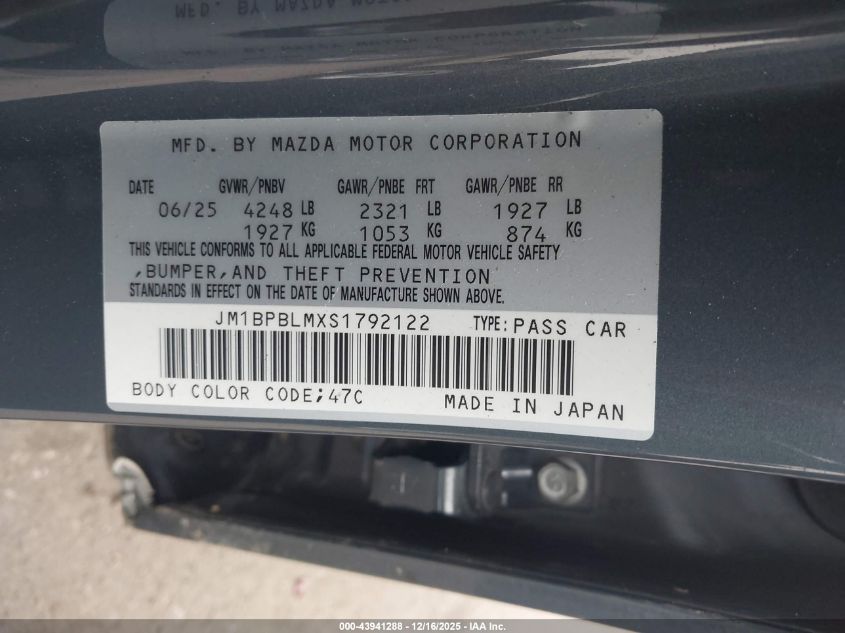 MFD. BY MAZDA MOTOR CORPORATION
DATE GVWR/PNBV GAWR/PNBE FRT GAWR/PNBE RR
06/25 4248 LB 2321 LB 1927 LB
1927 KG 1053 KG 874 KG
THIS VEHICLE CONFORMS TO ALL APPLICABLE FEDERAL MOTOR VEHICLE SAFETY
,BUMPER,AND THEFT PREVENTION
STANDARDS IN EFFECT ON THE DATE OF MANUFACTURE SHOWN ABOVE.
JM1BPBLMXS1792122 TYPE: PASS CAR
BODY COLOR CODE;47C MADE IN JAPAN
000-43941288 - 12/16/2025 - IAA Inc.